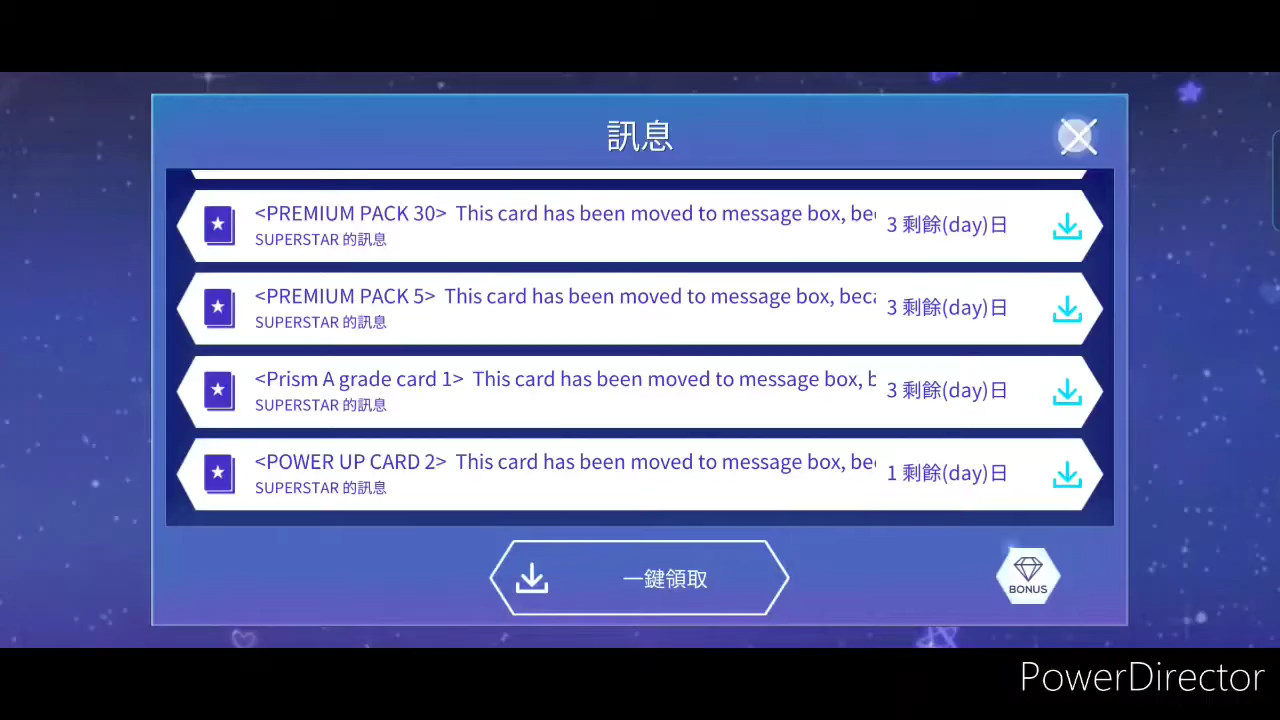 訊息
<PREMIUM PACK 30> This card has been moved to message box, bec
3 剩餘(day)日
SUPERSTAR 的訊息
<PREMIUM PACK 5> This card has been moved to message box, beca
3 剩餘(day)日
SUPERSTAR 的訊息
<Prism A grade card 1> This card has been moved to message box, b
3 剩餘(day)日
SUPERSTAR 的訊息
<POWER UP CARD 2> This card has been moved to message box, bec
1 剩餘(day)日
SUPERSTAR 的訊息
一鍵領取
BONUS
PowerDirector